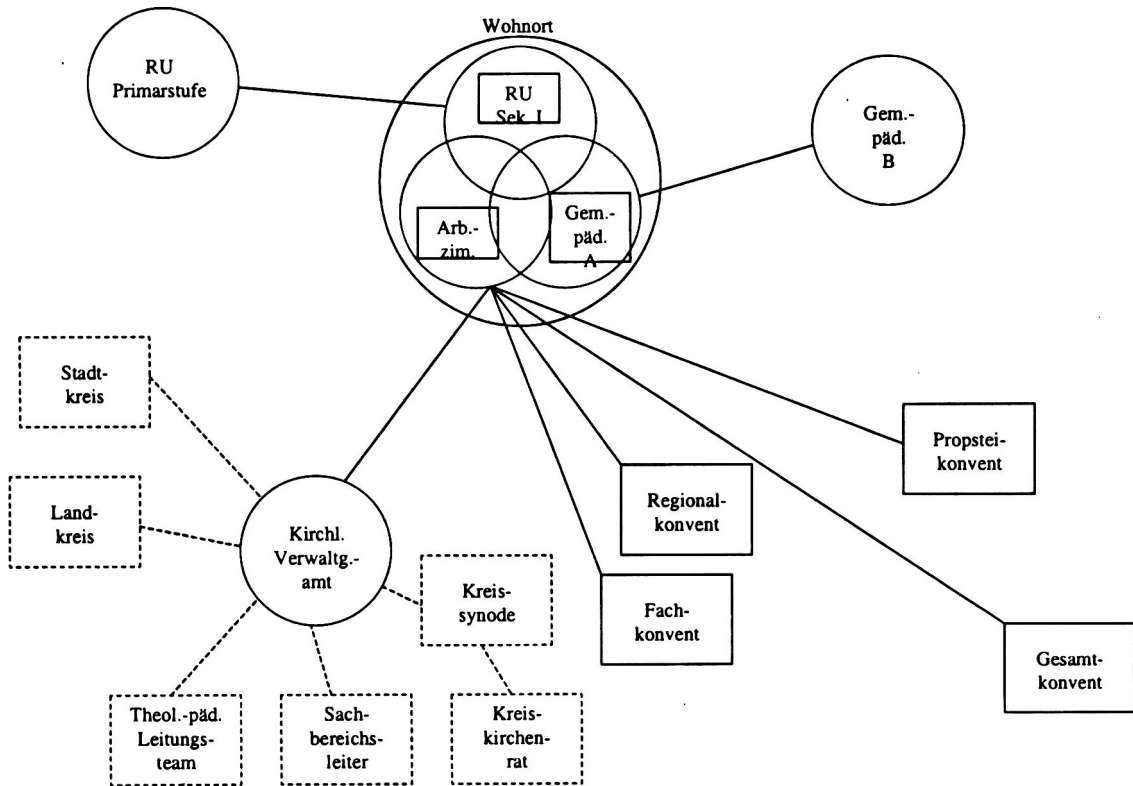 Wohnort
RU
Primarstufe
RU
Sek. I
Gem.-
päd.
B
Arb.-
zim.
Gem.-
päd.
A
Stadt-
kreis
Land-
kreis
Kirchl.
Verwaltg.-
amt
Kreis-
synode
Theol.-päd.
Leitungs-
team
Sach-
bereichs-
leiter
Kreis-
kirchen-
rat
Regional-
konvent
Fach-
konvent
Propstei-
konvent
Gesamt-
konvent